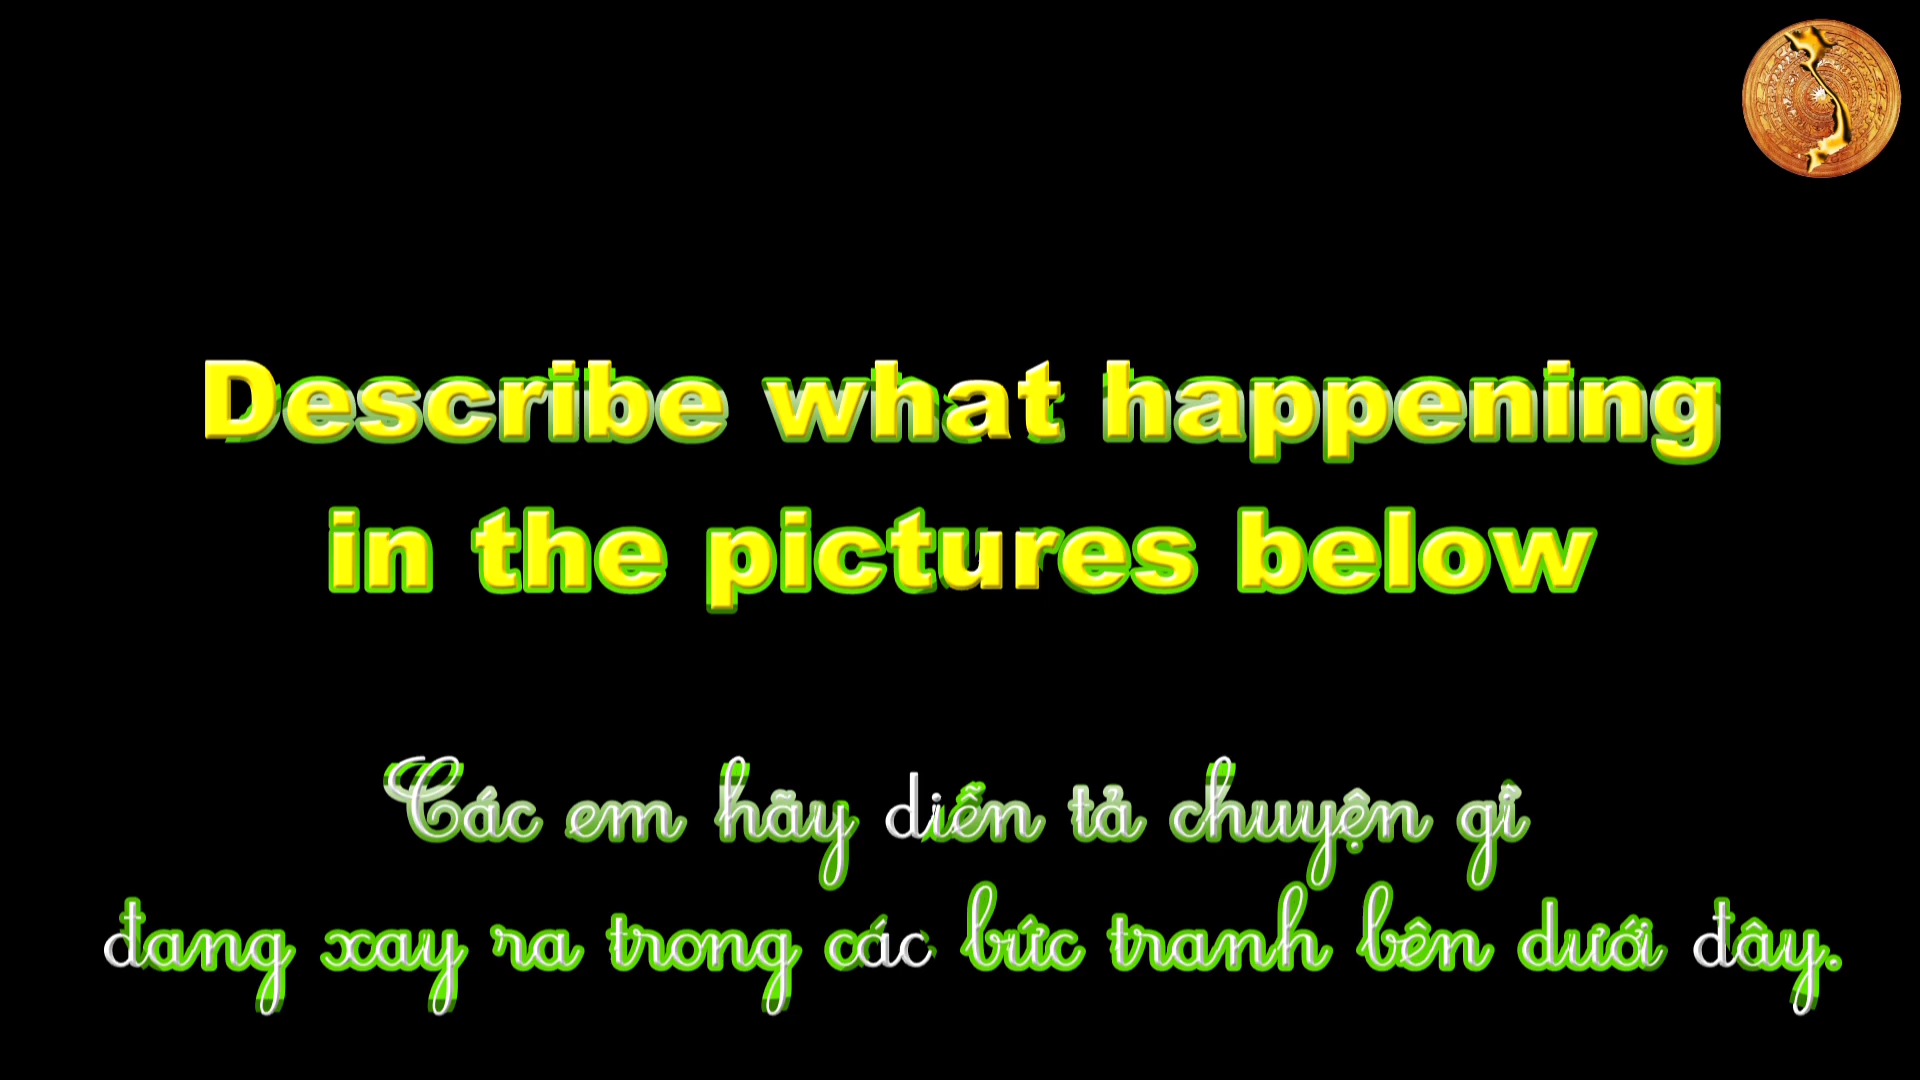 Describe what happening
in the pictures below
Các em hãy diễn tả chuyện gì
đang xay ra trong các bức tranh bên dưới đây.